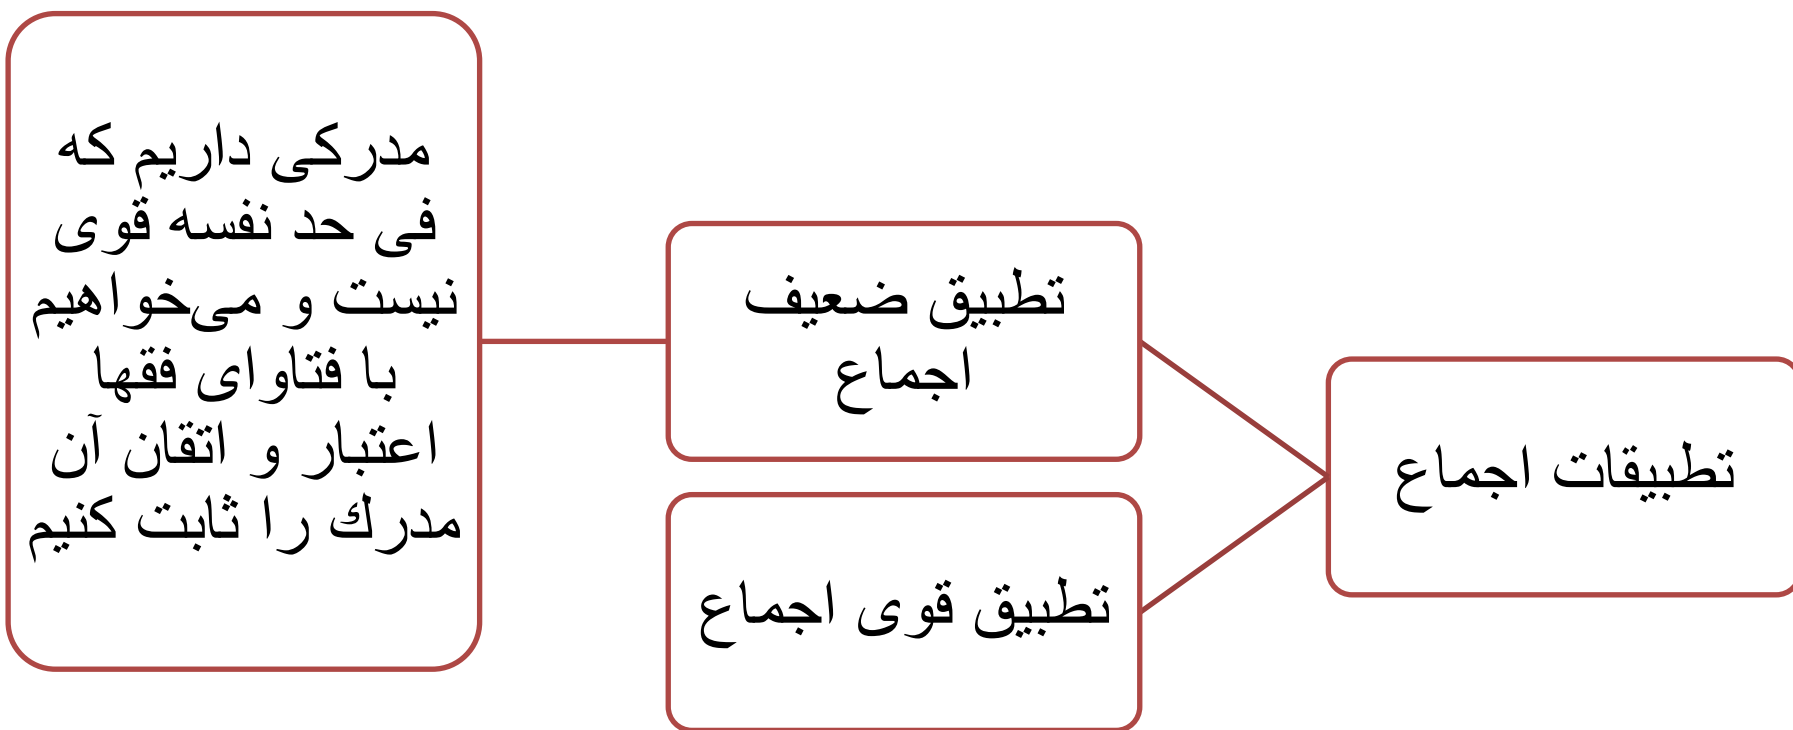 تطبیقات اجماع
تطبیق ضعیف
اجماع
مدرکی داریم که
فی حد نفسه قوی
نیست و می‌خواهیم
با فتاوای فقها
اعتبار و اتقان آن
مدرك را ثابت کنیم
تطبیق قوی اجماع